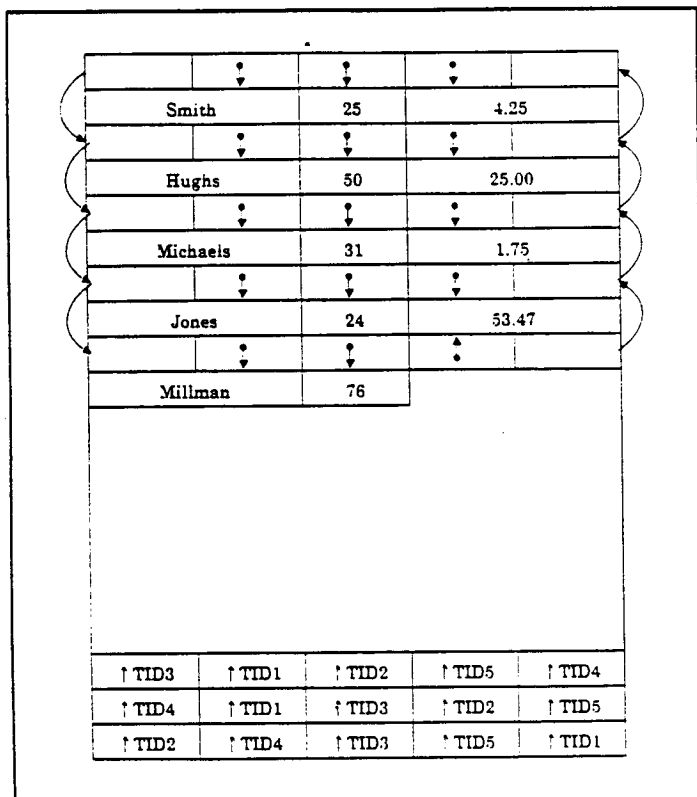 Smith 25 4.25
Hughs 50 25.00
Michaels 31 1.75
Jones 24 53.47
Millman 76
↑ TID3 ↑ TID1 ↑ TID2 ↑ TID5 ↑ TID4
↑ TID4 ↑ TID1 ↑ TID3 ↑ TID2 ↑ TID5
↑ TID2 ↑ TID4 ↑ TID3 ↑ TID5 ↑ TID1